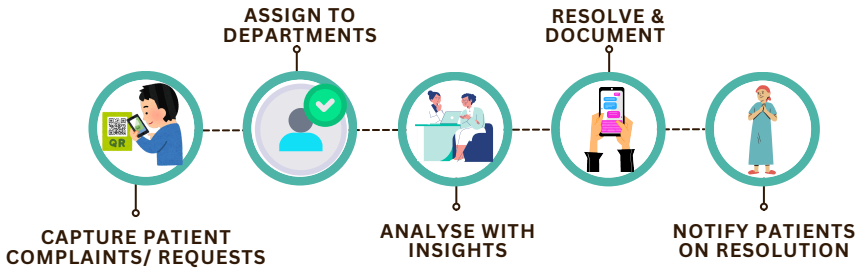 ASSIGN TO
DEPARTMENTS
RESOLVE &
DOCUMENT
QR
CAPTURE PATIENT
COMPLAINTS/ REQUESTS
ANALYSE WITH
INSIGHTS
NOTIFY PATIENTS
ON RESOLUTION